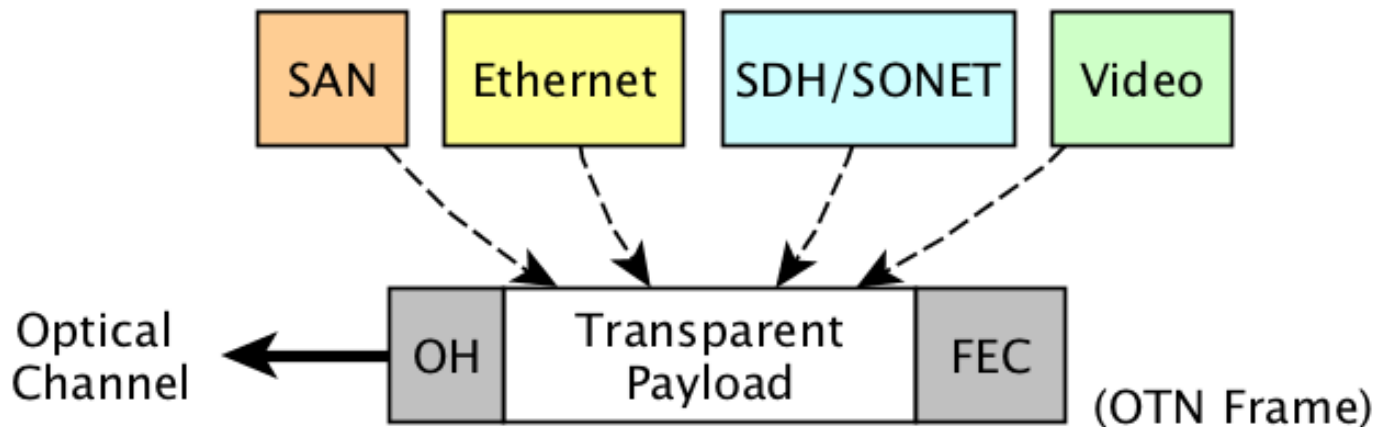 SAN
Ethernet
SDH/SONET
Video
Optical
Channel
OH
Transparent
Payload
FEC
(OTN Frame)